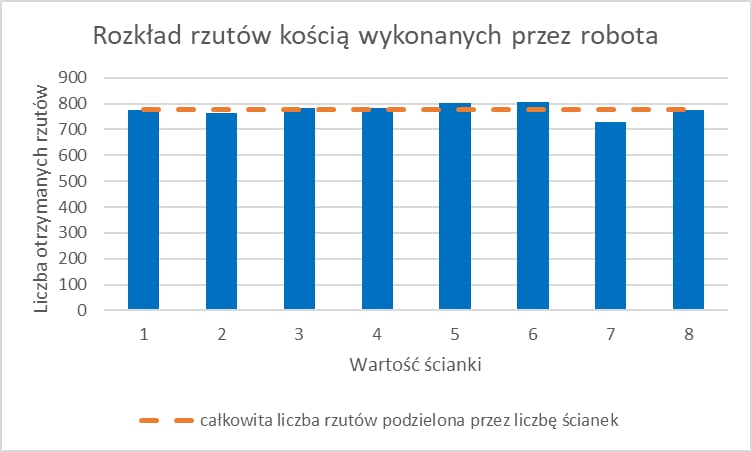 Rozkład rzutów kością wykonanych przez robota
Liczba otrzymanych rzutów
900
800
700
600
500
400
300
200
100
0
1 2 3 4 5 6 7 8
Wartość ścianki
całkowita liczba rzutów podzielona przez liczbę ścianek